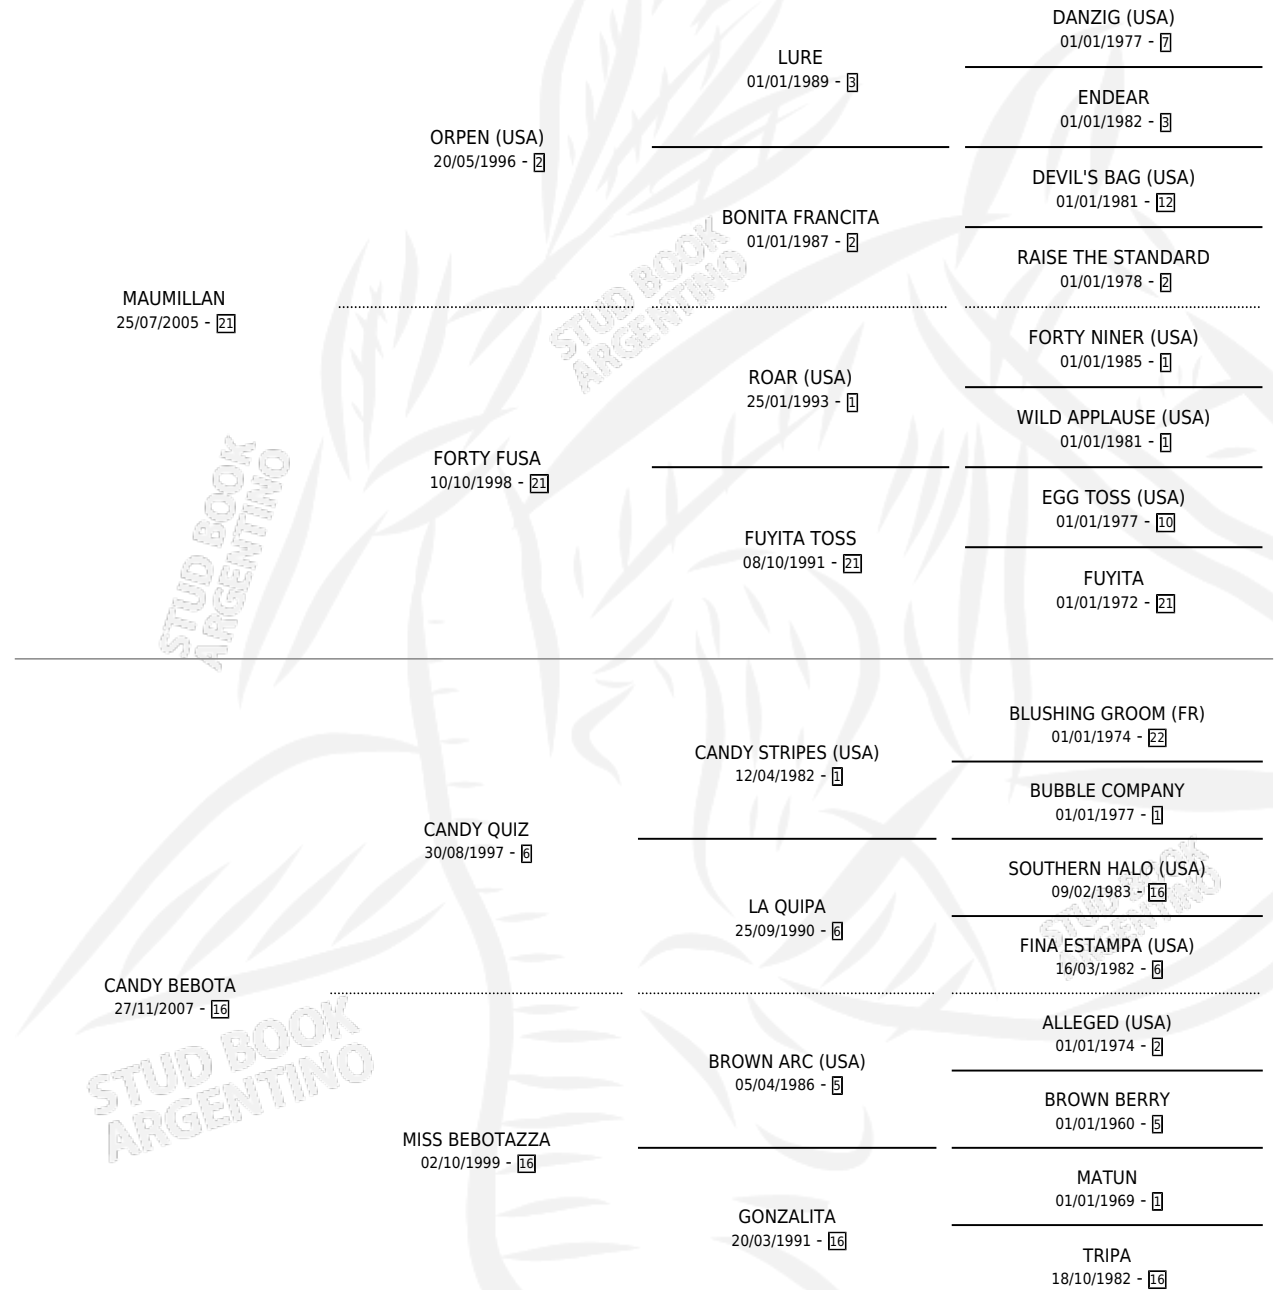 DANZIG (USA)
01/01/1977 - 7
LURE
01/01/1989 - 3
ENDEAR
01/01/1982 - 3
ORPEN (USA)
20/05/1996 - 2
DEVIL'S BAG (USA)
01/01/1981 - 12
BONITA FRANCITA
01/01/1987 - 2
RAISE THE STANDARD
01/01/1978 - 2
MAUMILLAN
25/07/2005 - 21
FORTY NINER (USA)
01/01/1985 - 1
ROAR (USA)
25/01/1993 - 1
WILD APPLAUSE (USA)
01/01/1981 - 1
FORTY FUSA
10/10/1998 - 21
EGG TOSS (USA)
01/01/1977 - 10
FUYITA TOSS
08/10/1991 - 21
FUYITA
01/01/1972 - 21
BLUSHING GROOM (FR)
01/01/1974 - 22
CANDY STRIPES (USA)
12/04/1982 - 1
BUBBLE COMPANY
01/01/1977 - 1
CANDY QUIZ
30/08/1997 - 6
SOUTHERN HALO (USA)
09/02/1983 - 16
LA QUIPA
25/09/1990 - 6
FINA ESTAMPA (USA)
16/03/1982 - 6
CANDY BEBOTA
27/11/2007 - 16
ALLEGED (USA)
01/01/1974 - 2
BROWN ARC (USA)
05/04/1986 - 5
BROWN BERRY
01/01/1960 - 5
MISS BEBOTAZZA
02/10/1999 - 16
MATUN
01/01/1969 - 1
GONZALITA
20/03/1991 - 16
TRIPA
18/10/1982 - 16
STUD BOOK
ARGENTINO
STUD BOOK
ARGENTINO
STUD BOOK
ARGENTINO
STUD BOOK
ARGENTINO